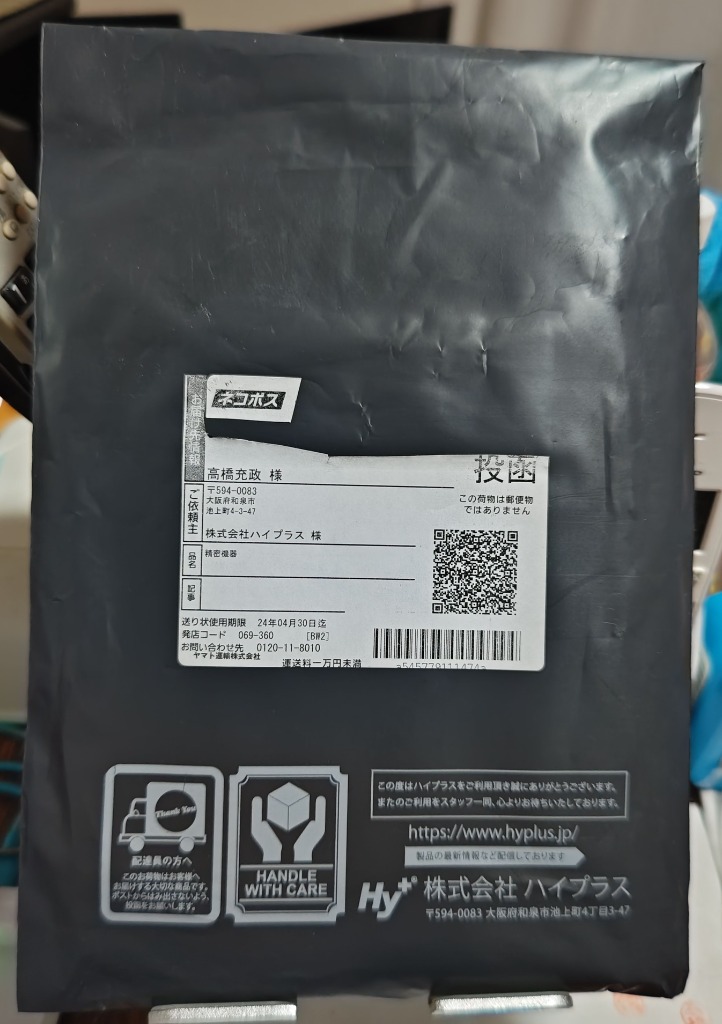 お届け先情報
ネコポス
投函
高橋充政 様
この荷物は郵便物
ではありません
ご依頼主
〒594-0083
大阪府和泉市
池上町4-3-47
株式会社ハイプラス 様
品名
精密機器
記事
送り状使用期限 24年04月30日迄
発店コード 069-360 [BW2]
お問い合わせ先 0120-11-8010
ヤマト運輸株式会社
運送料一万円未満
a545779111474a
Thank You
配達員の方へ
このお荷物はお客様へ
お届けする大切な商品です。
ポストからはみ出さないよう、
投函をお願いします。
HANDLE
WITH CARE
この度はハイプラスをご利用頂き誠にありがとうございます。
またのご利用をスタッフ一同、心よりお待ちいたしております。
https://www.hyplus.jp/
製品の最新情報など配信しております
Hy+ 株式会社 ハイプラス
〒594-0083 大阪府和泉市池上町4丁目3-47